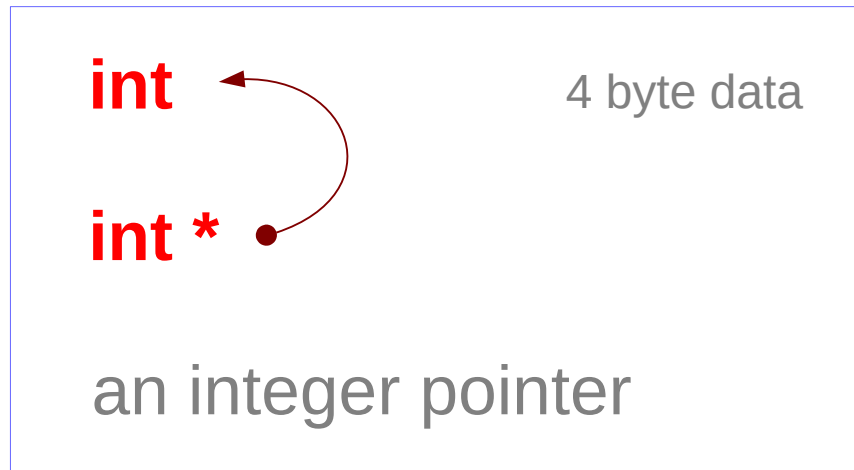 int 4 byte data
int *
an integer pointer